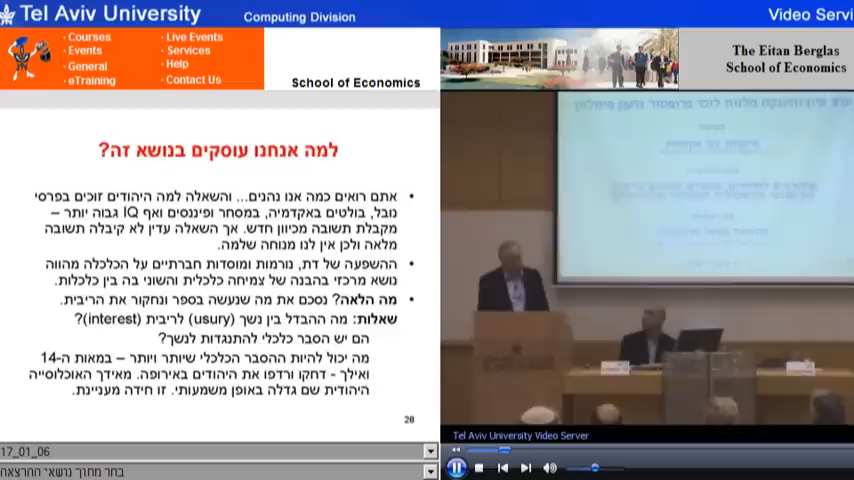 Tel Aviv University
Computing Division
Video Servi
· Courses
· Events
· General
· eTraining
· Live Events
· Services
· Help
· Contact Us
School of Economics
The Eitan Berglas
School of Economics
למה אנחנו עוסקים בנושא זה?
• אתם רואים כמה אנו נהנים... והשאלה למה היהודים זוכים בפרסי
נובל, בולטים באקדמיה, במסחר ופיננסים ואף IQ גבוה יותר –
מקבלת תשובה מכיוון חדש. אך השאלה עדין לא קיבלה תשובה
מלאה ולכן אין לנו מנוחה שלמה.
• ההשפעה של דת, נורמות ומוסדות חברתיים על הכלכלה מהווה
נושא מרכזי בהבנה של צמיחה כלכלית והשוני בה בין כלכלות.
• מה הלאה? נסכם את מה שנעשה בספר ונחקור את הריבית.
שאלות: מה ההבדל בין נשך (usury) לריבית (interest)?
הם יש הסבר כלכלי להתנגדות לנשך?
מה יכול להיות ההסבר הכלכלי שיותר ויותר – במאות ה-14
ואילך - דחקו ורדפו את היהודים באירופה. מאידך האוכלוסייה
היהודית שם גדלה באופן משמעותי. זו חידה מעניינת.
28
Tel Aviv University Video Server
17_01_06
בחר מתוך נושאי ההרצאה